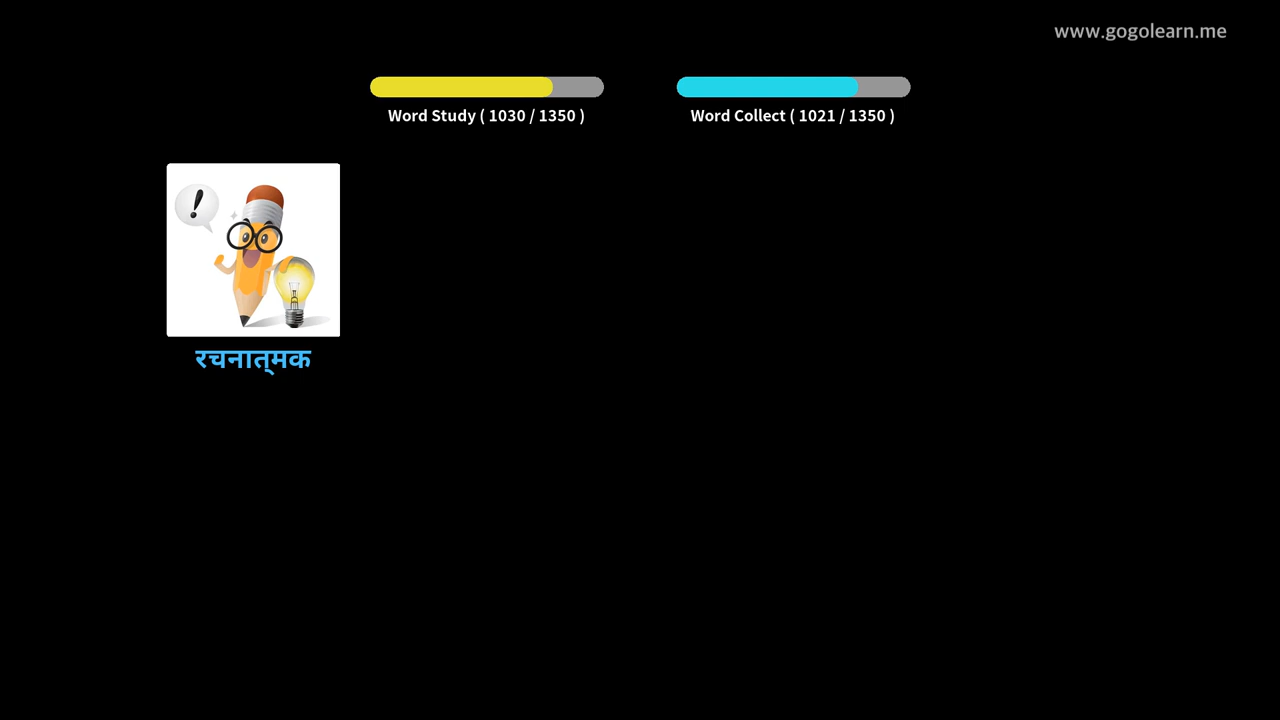 www.gogolearn.me
Word Study ( 1030 / 1350 )
Word Collect ( 1021 / 1350 )
!
रचनात्मक